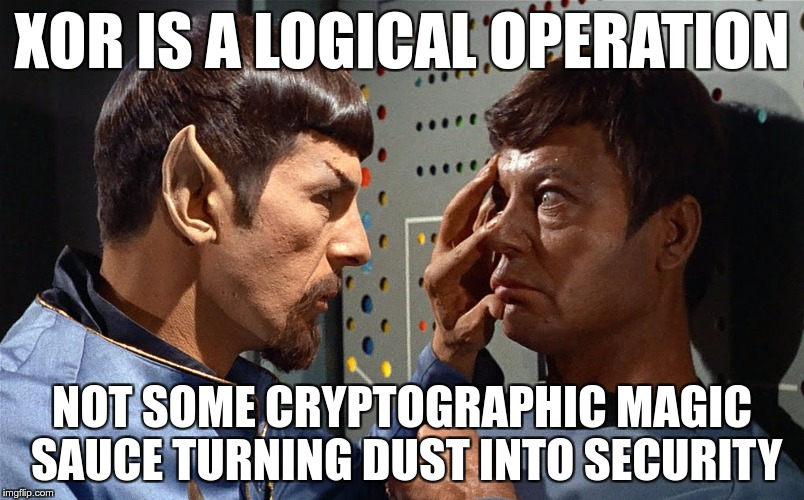 XOR IS A LOGICAL OPERATION
NOT SOME CRYPTOGRAPHIC MAGIC
SAUCE TURNING DUST INTO SECURITY
imgflip.com